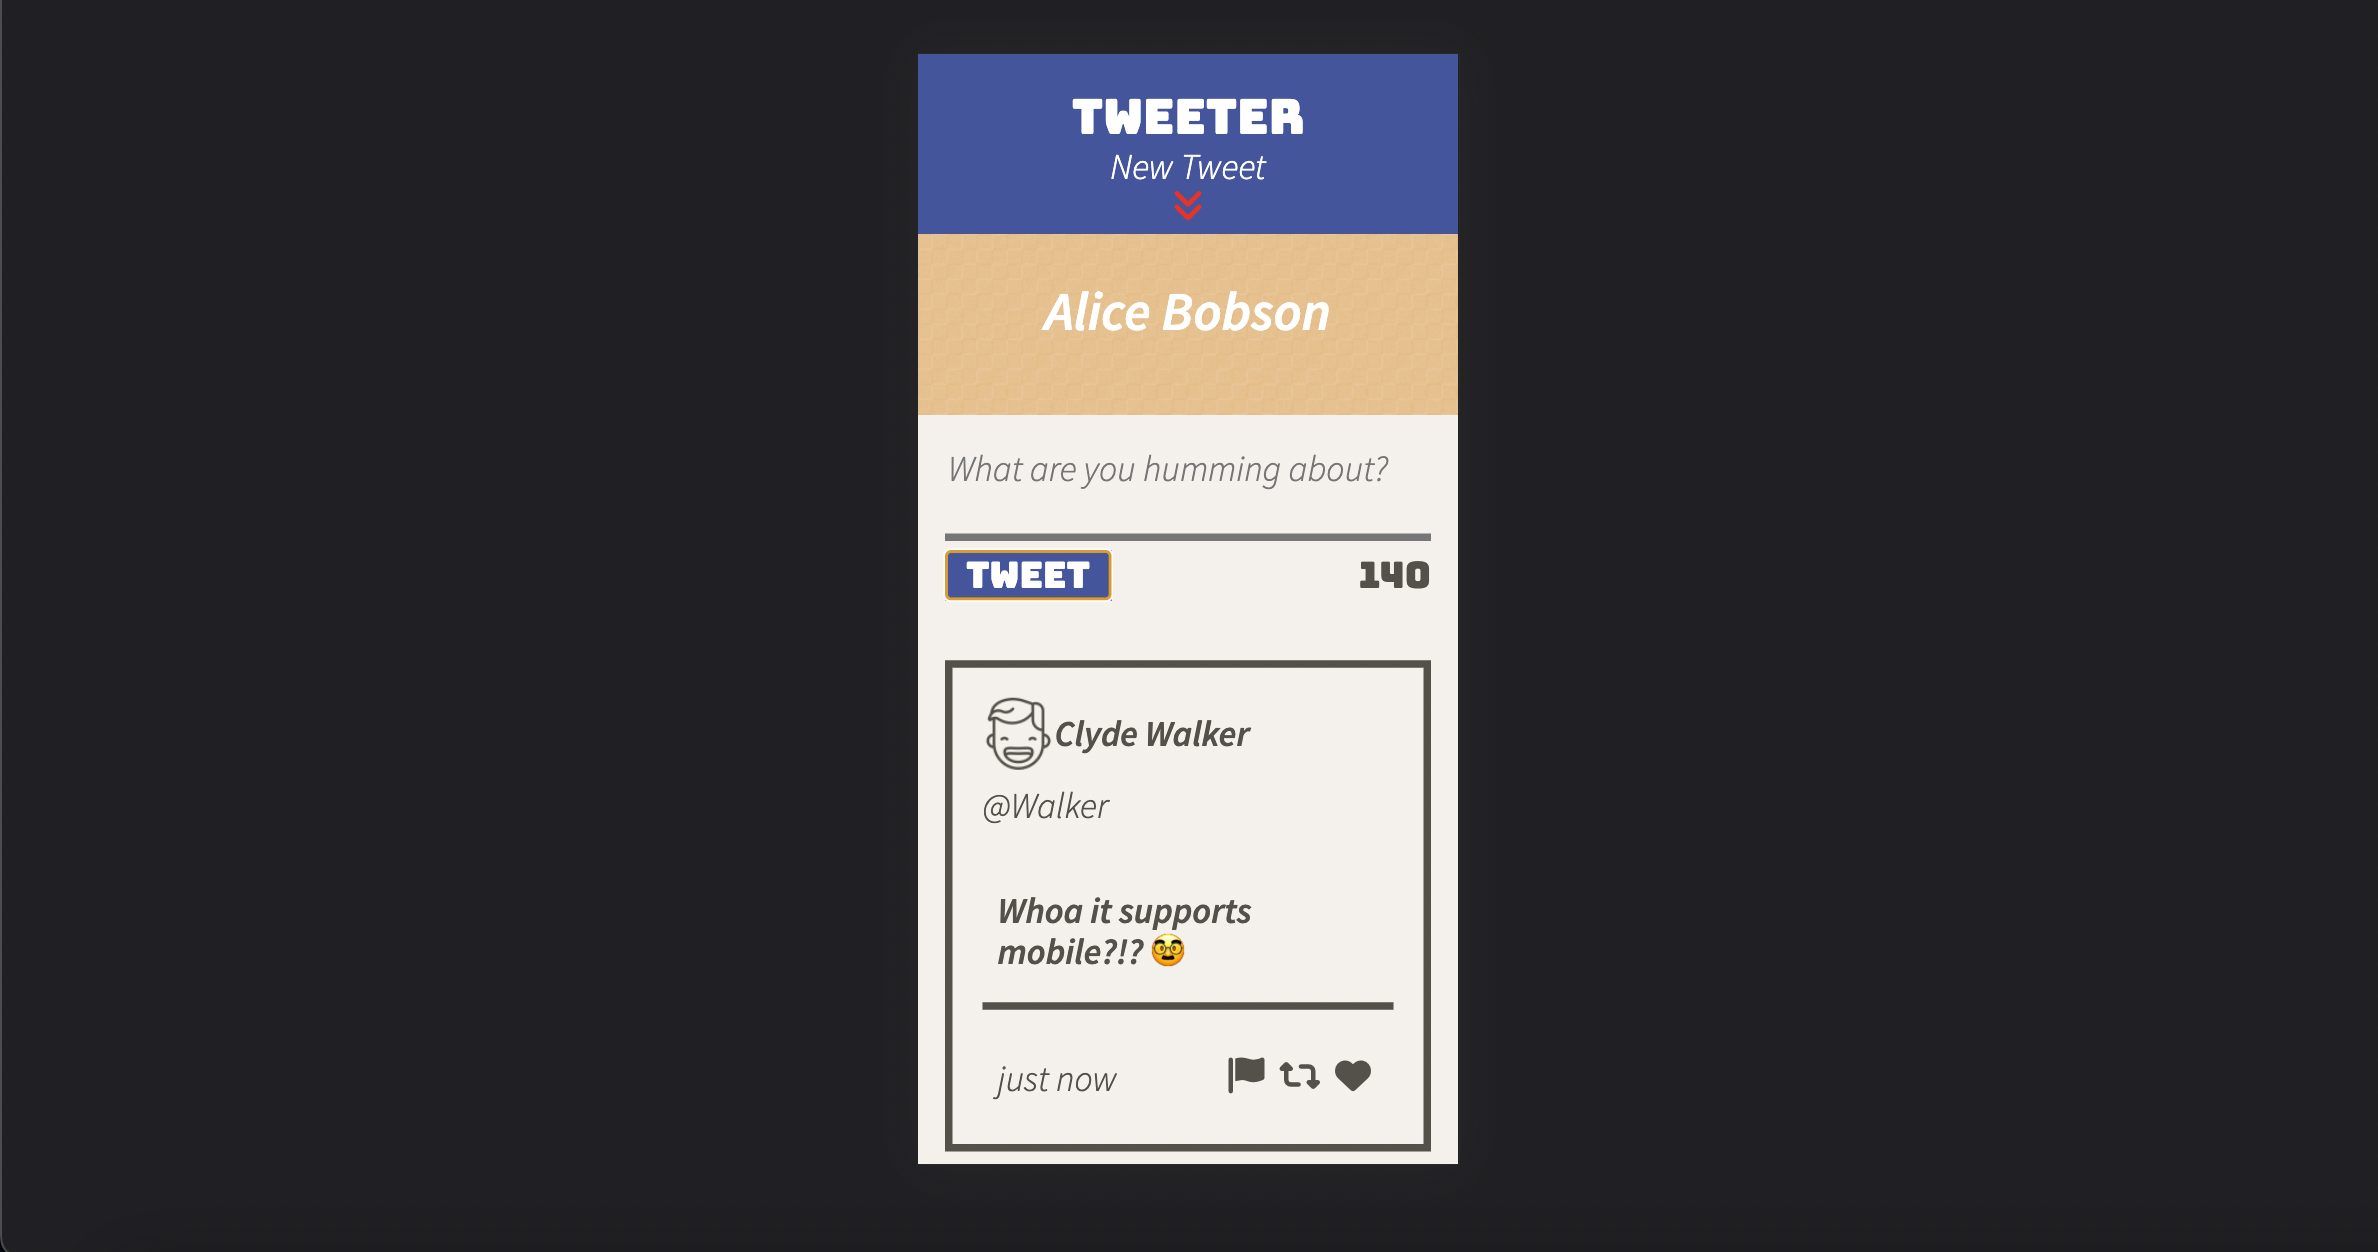 TWEETER
New Tweet
Alice Bobson
What are you humming about?
TWEET
140
Clyde Walker
@Walker
Whoa it supports
mobile?!? 🥸
just now